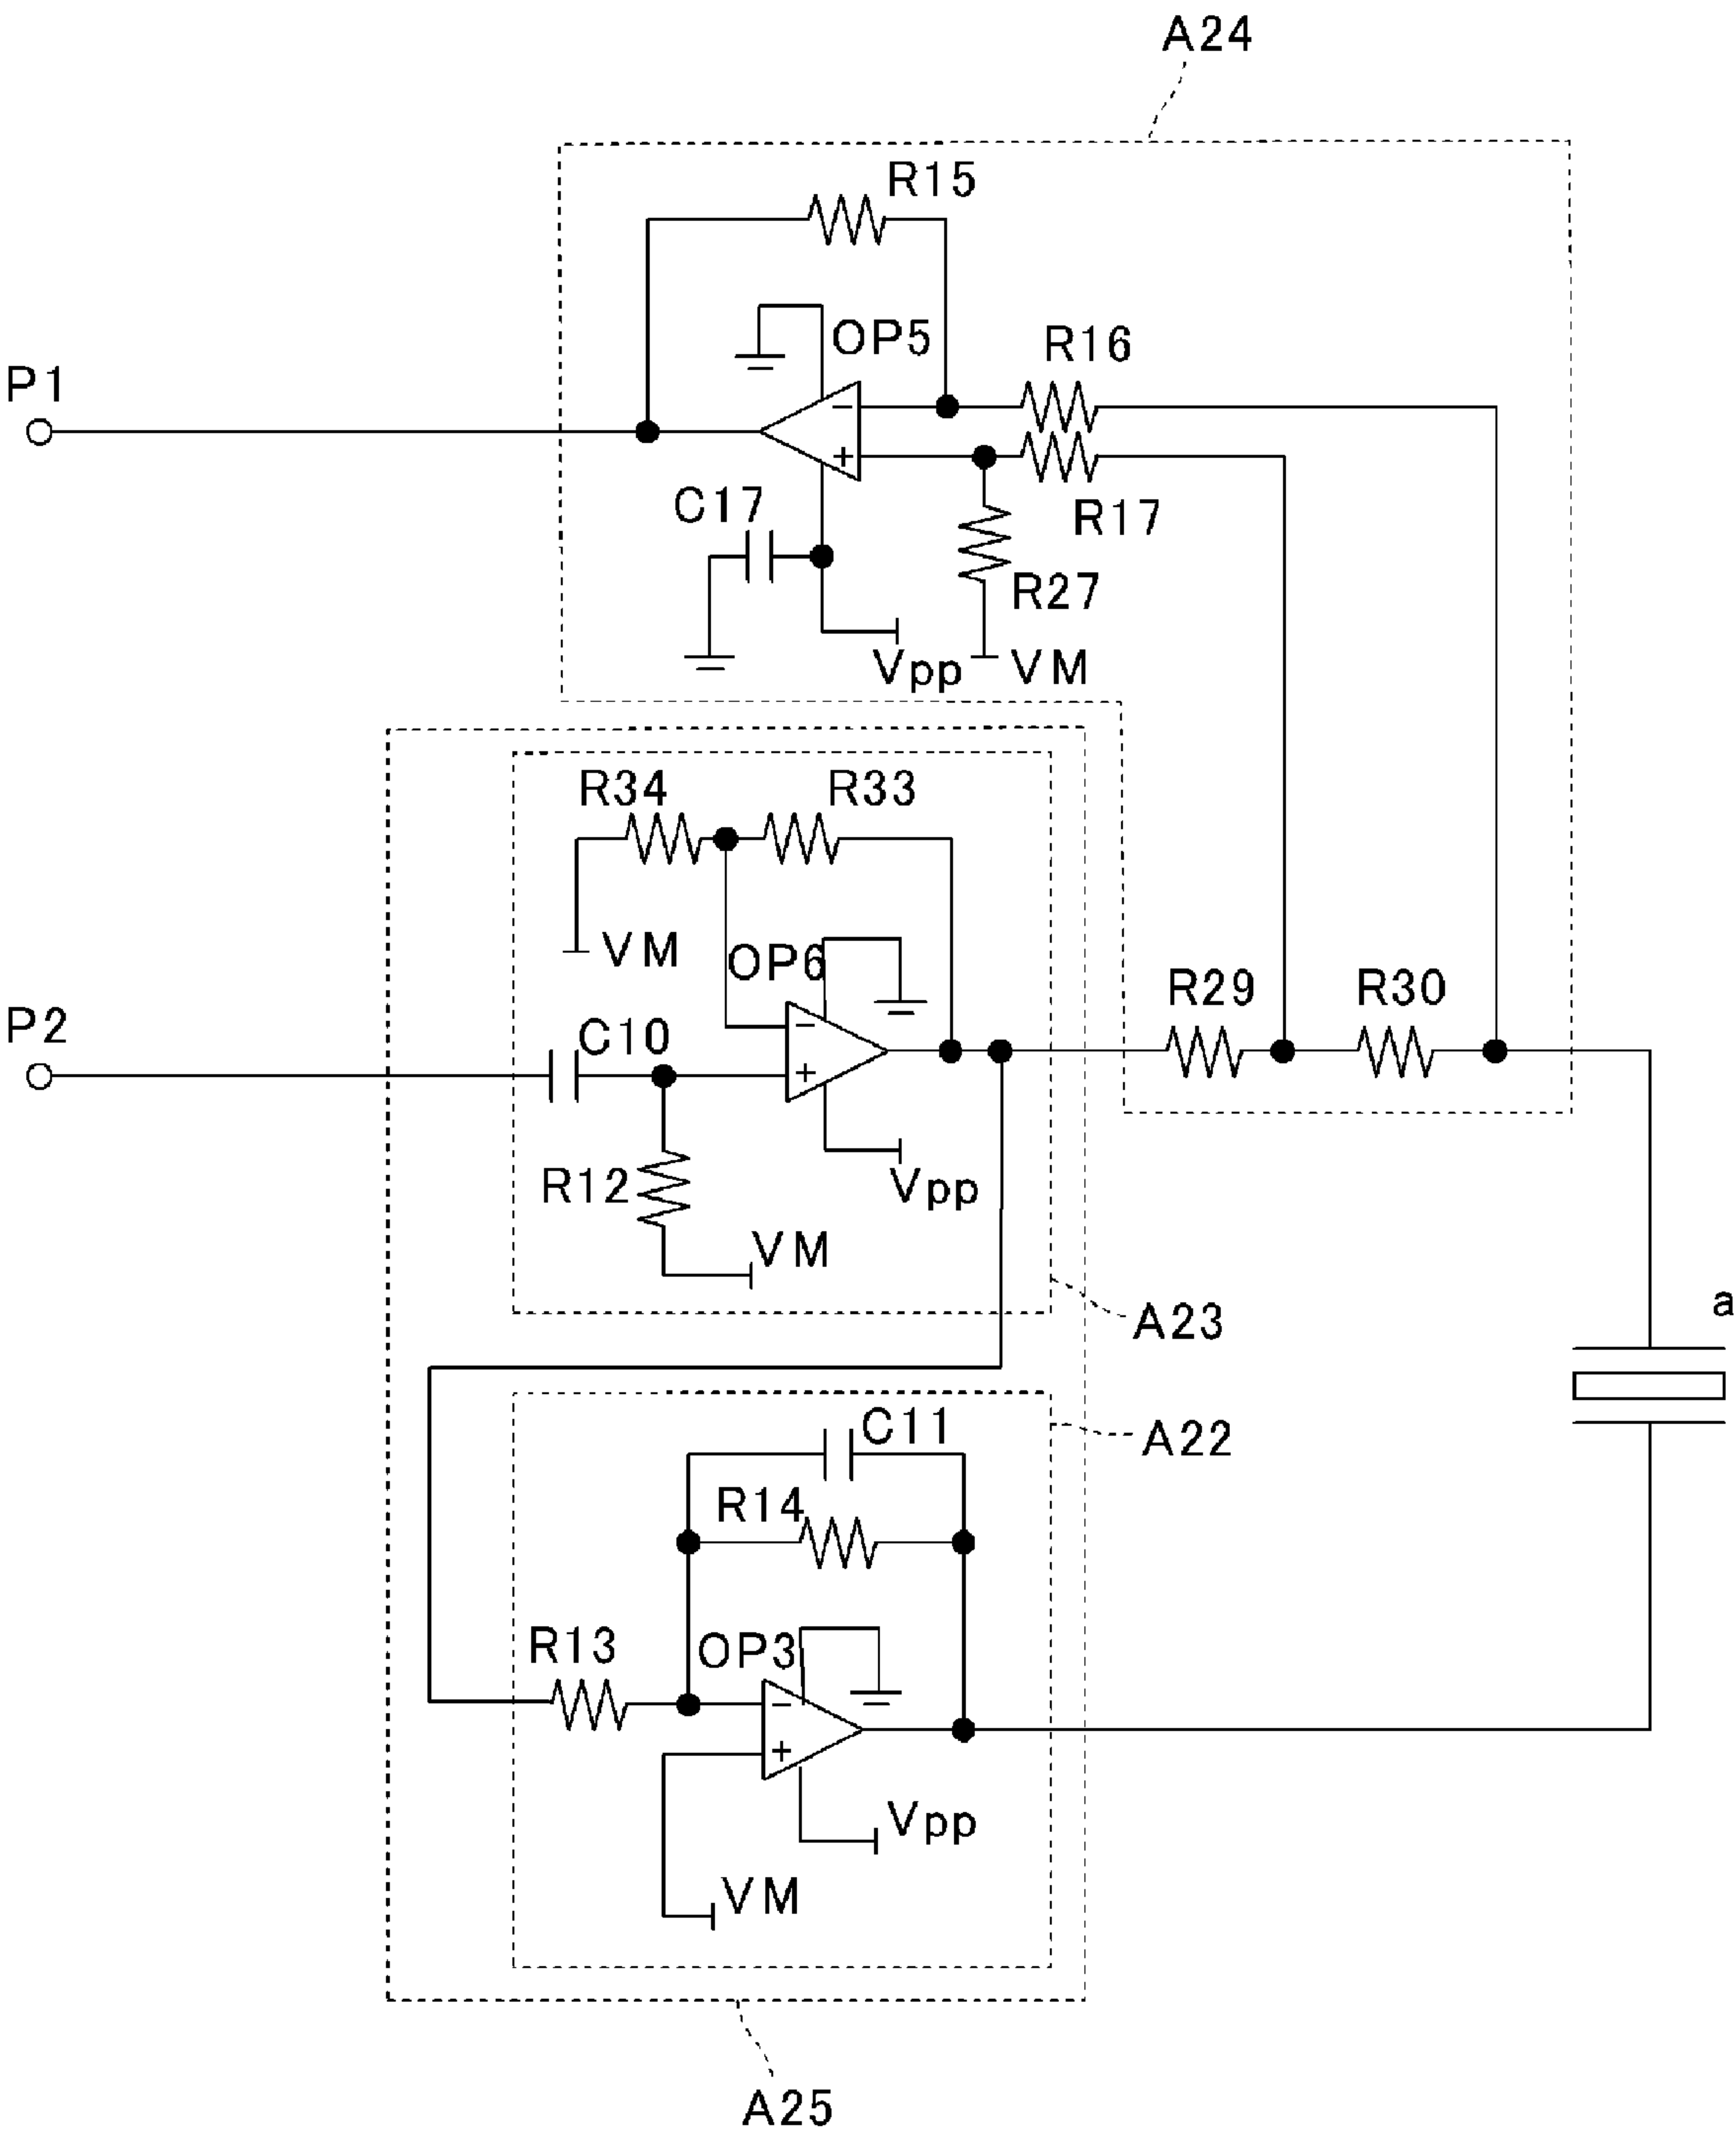 A24
R15
OP5
R16
P1
-
+
C17
R17
R27
Vpp
VM
R34
R33
VM
OP6
R29
R30
P2
C10
-
+
R12
Vpp
VM
A23
a
C11
A22
R14
R13
OP3
-
+
Vpp
VM
A25